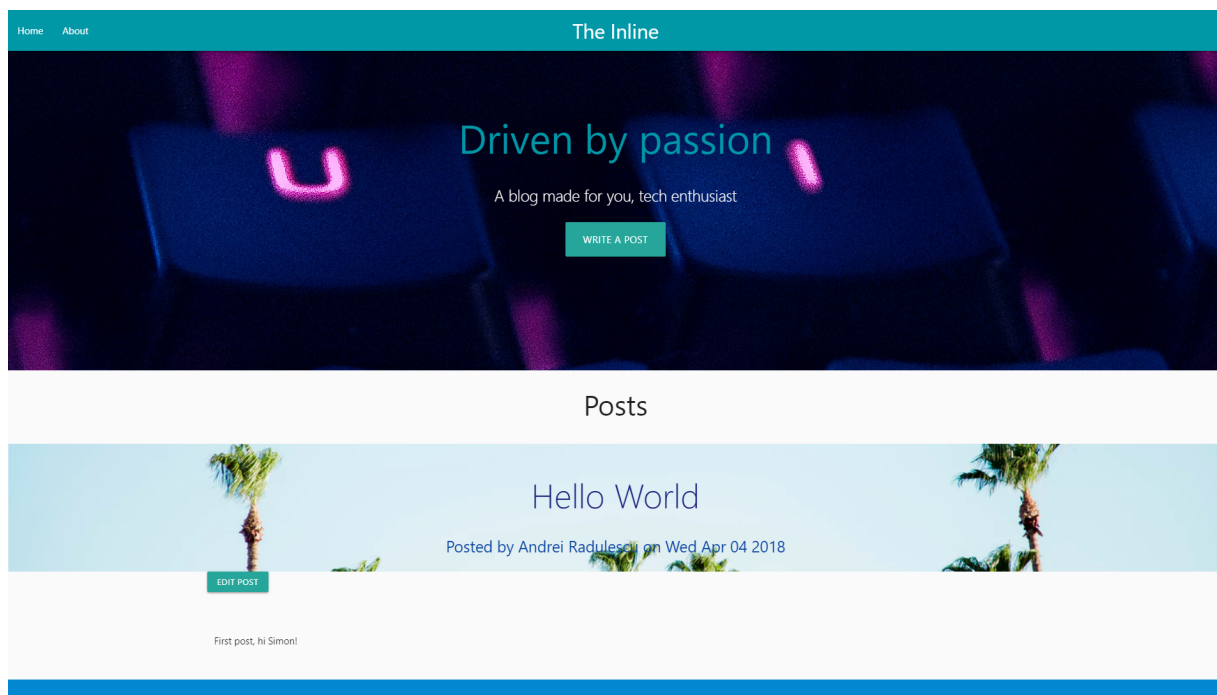 Home About The Inline
Driven by passion
A blog made for you, tech enthusiast
WRITE A POST
Posts
Hello World
Posted by Andrei Radulescu on Wed Apr 04 2018
EDIT POST
First post, hi Simon!